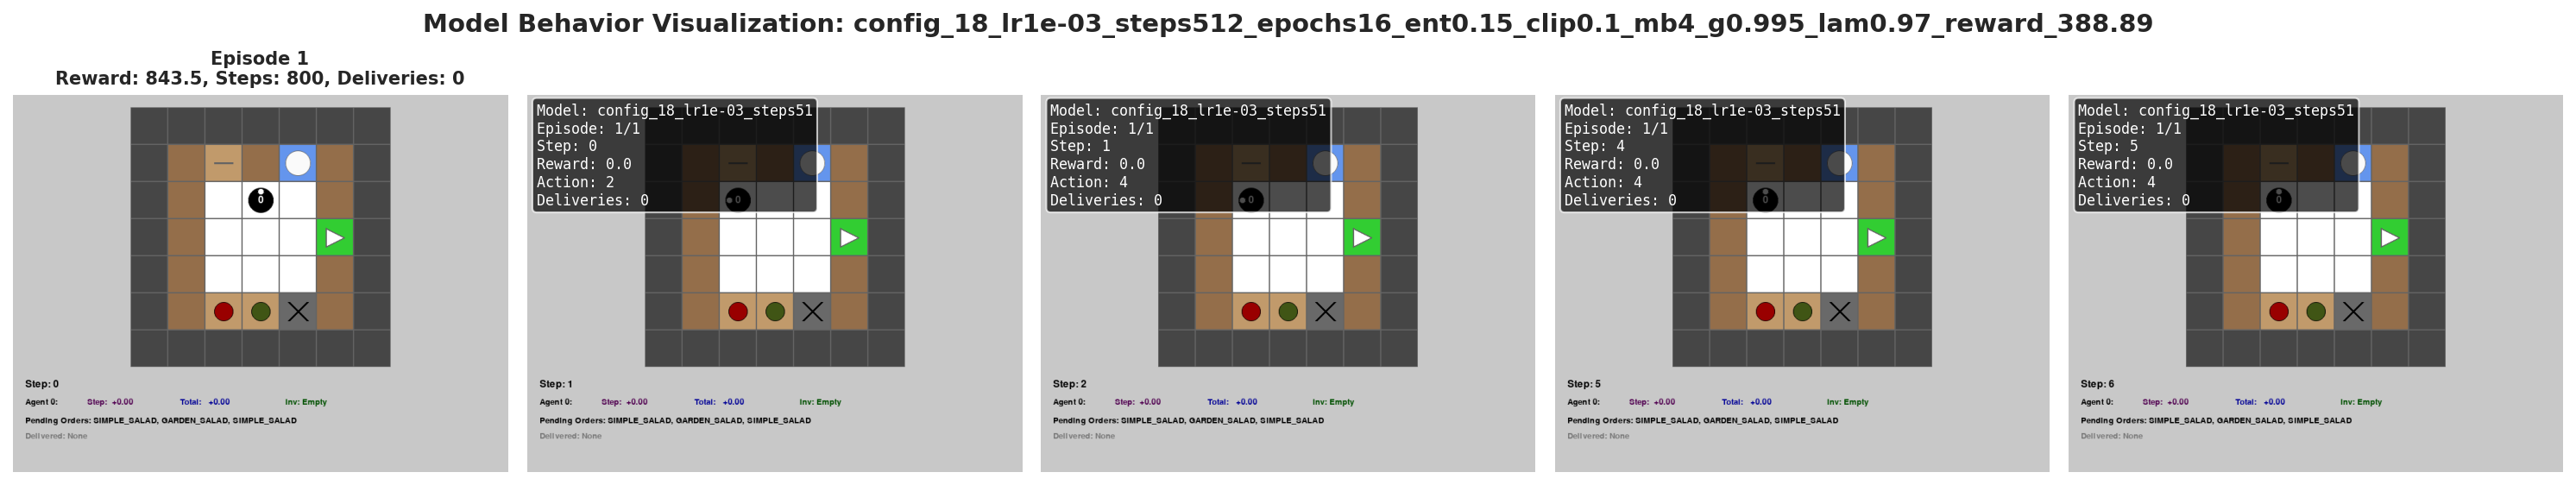 Model Behavior Visualization: config_18_lr1e-03_steps512_epochs16_ent0.15_clip0.1_mb4_g0.995_lam0.97_reward_388.89
Episode 1
Reward: 843.5, Steps: 800, Deliveries: 0
0
Step: 0
Agent 0: Step: +0.00 Total: +0.00 Inv: Empty
Pending Orders: SIMPLE_SALAD, GARDEN_SALAD, SIMPLE_SALAD
Delivered: None
Model: config_18_lr1e-03_steps51
Episode: 1/1
Step: 0
Reward: 0.0
Action: 2
Deliveries: 0
0
Step: 1
Agent 0: Step: +0.00 Total: +0.00 Inv: Empty
Pending Orders: SIMPLE_SALAD, GARDEN_SALAD, SIMPLE_SALAD
Delivered: None
Model: config_18_lr1e-03_steps51
Episode: 1/1
Step: 1
Reward: 0.0
Action: 4
Deliveries: 0
0
Step: 2
Agent 0: Step: +0.00 Total: +0.00 Inv: Empty
Pending Orders: SIMPLE_SALAD, GARDEN_SALAD, SIMPLE_SALAD
Delivered: None
Model: config_18_lr1e-03_steps51
Episode: 1/1
Step: 4
Reward: 0.0
Action: 4
Deliveries: 0
0
Step: 5
Agent 0: Step: +0.00 Total: +0.00 Inv: Empty
Pending Orders: SIMPLE_SALAD, GARDEN_SALAD, SIMPLE_SALAD
Delivered: None
Model: config_18_lr1e-03_steps51
Episode: 1/1
Step: 5
Reward: 0.0
Action: 4
Deliveries: 0
0
Step: 6
Agent 0: Step: +0.00 Total: +0.00 Inv: Empty
Pending Orders: SIMPLE_SALAD, GARDEN_SALAD, SIMPLE_SALAD
Delivered: None